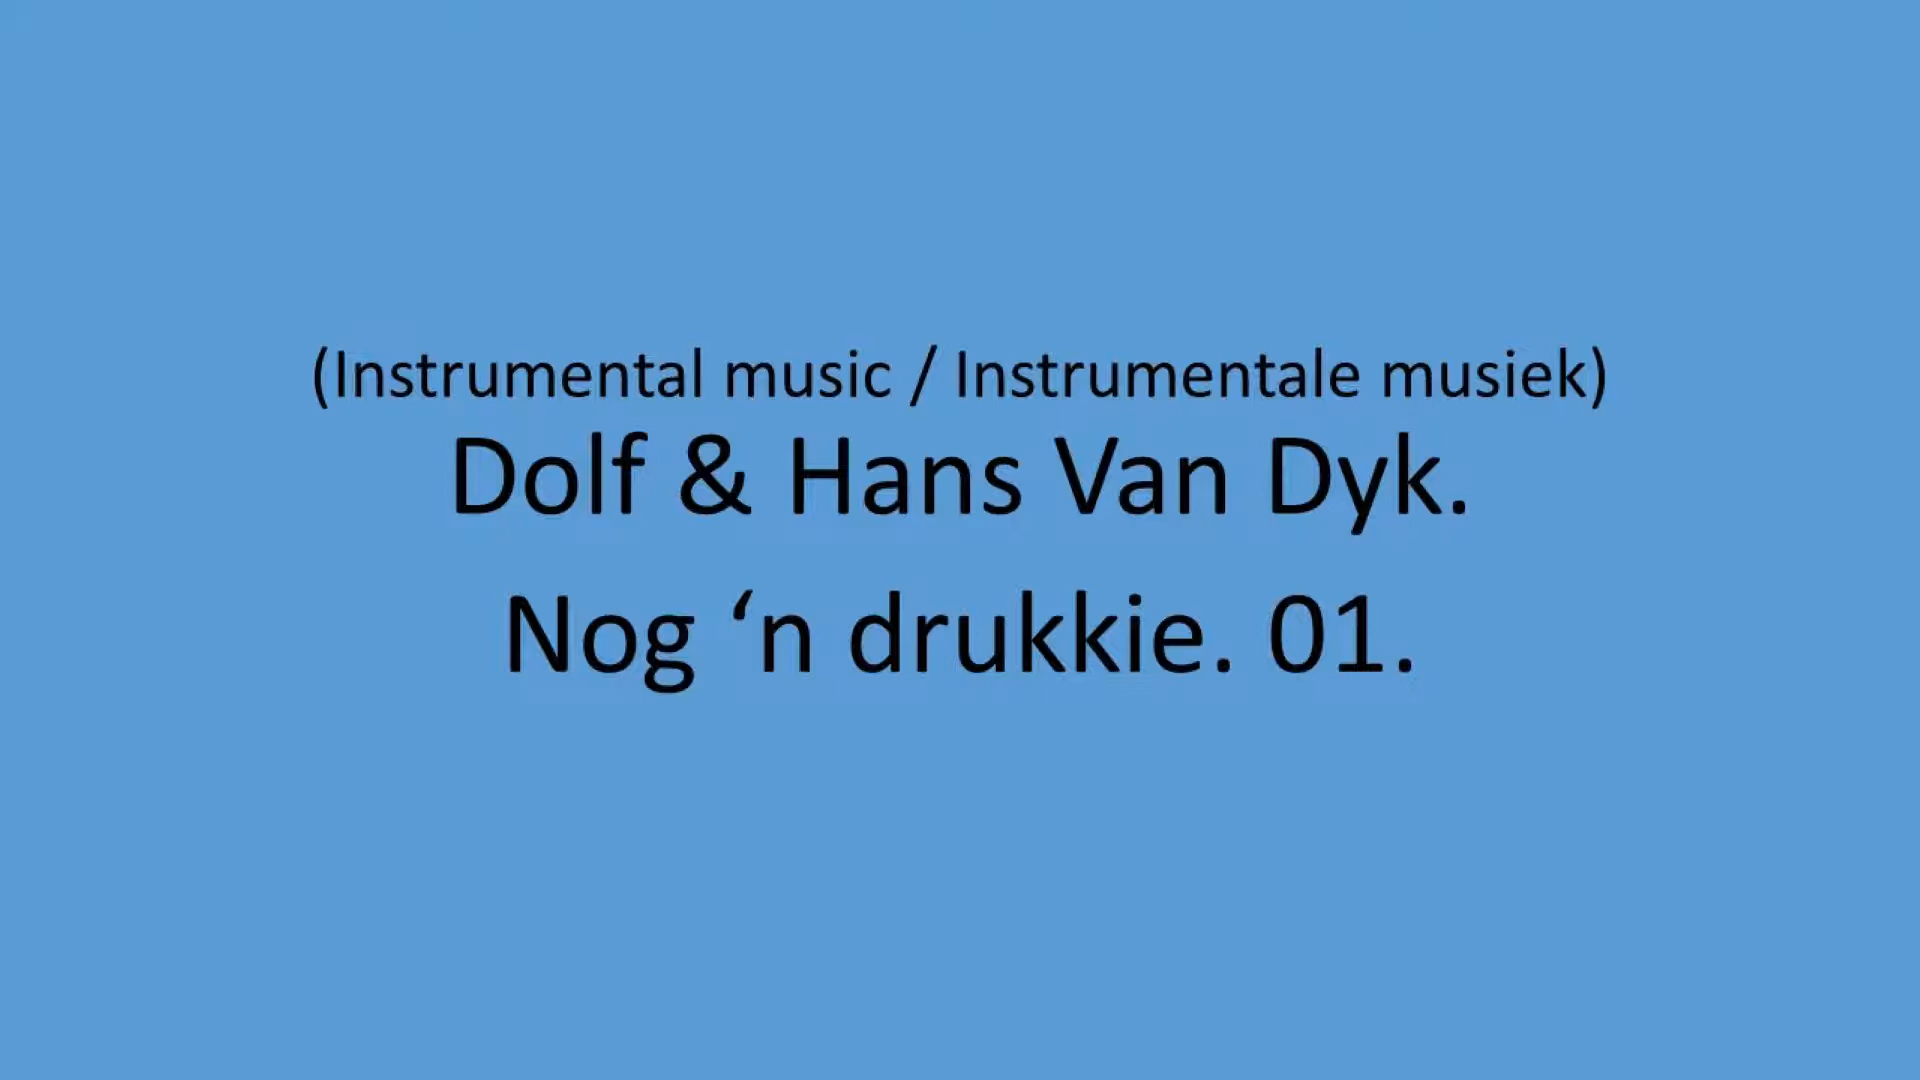 (Instrumental music / Instrumentale musiek)
Dolf & Hans Van Dyk.
Nog ‘n drukkie. 01.